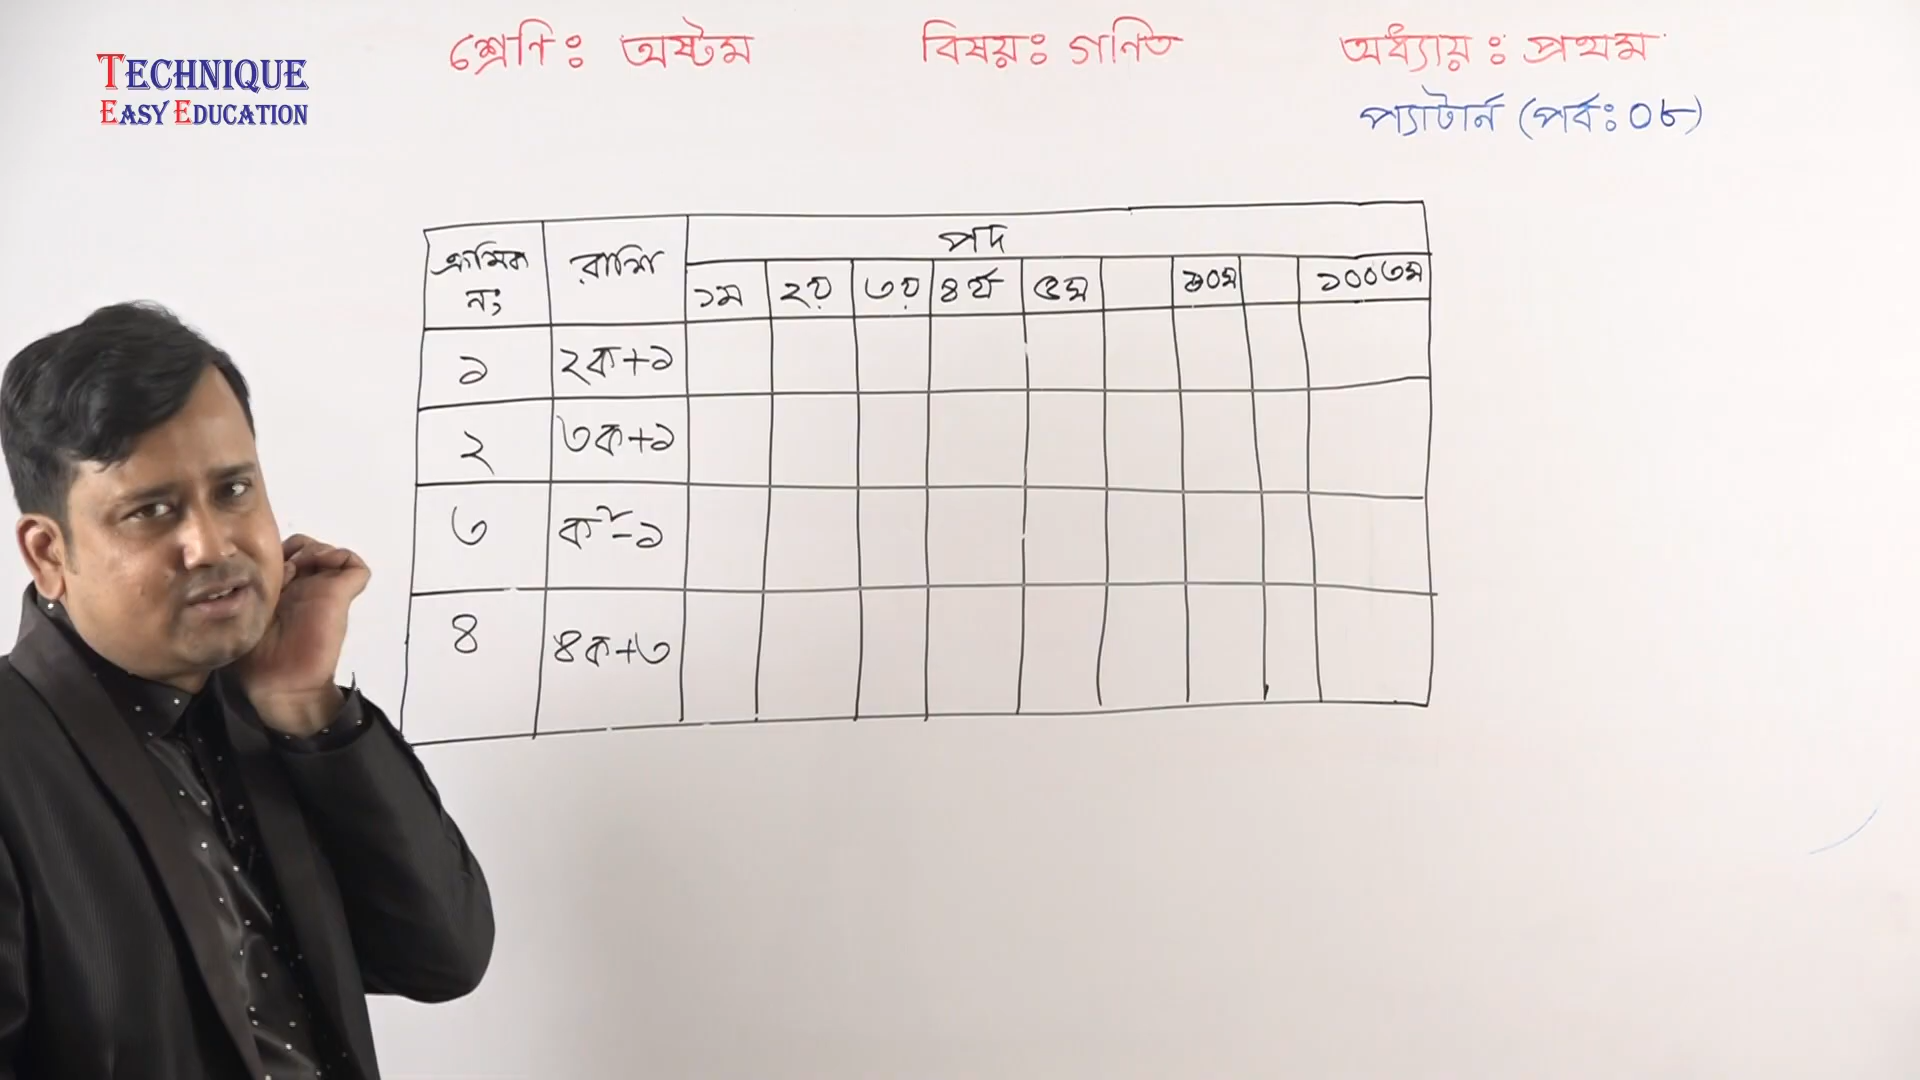 TECHNIQUE
EASY EDUCATION
শ্রেণি: অষ্টম
বিষয়: গণিত
অধ্যায়: প্রথম
প্যাটার্ন (পর্ব: ০৮)
ক্রমিক নং
রাশি
পদ
১ম ২য় ৩য় ৪র্থ ৫ম ১০ম ১০০তম
১ ২ক+১
২ ৩ক+১
৩ ক²-১
৪ ৪ক+৩